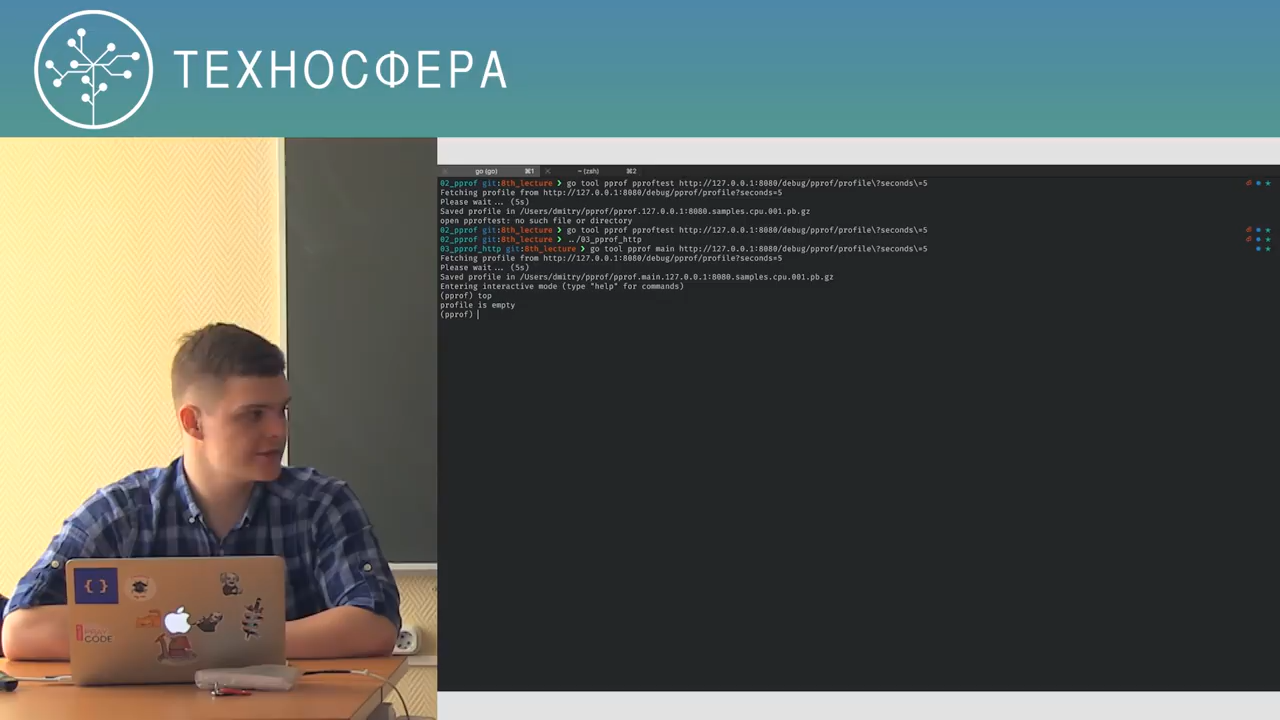 ТЕХНОСФЕРА
go (go) ⌘1 ~ (zsh) ⌘2
02_pprof git:8th_lecture ❯ go tool pprof pproftest http://127.0.0.1:8080/debug/pprof/profile\?seconds\=5
Fetching profile from http://127.0.0.1:8080/debug/pprof/profile?seconds=5
Please wait... (5s)
Saved profile in /Users/dmitry/pprof/pprof.127.0.0.1:8080.samples.cpu.001.pb.gz
open pproftest: no such file or directory
02_pprof git:8th_lecture ❯ go tool pprof pproftest http://127.0.0.1:8080/debug/pprof/profile\?seconds\=5
02_pprof git:8th_lecture ❯ ../03_pprof_http
03_pprof_http git:8th_lecture ❯ go tool pprof main http://127.0.0.1:8080/debug/pprof/profile\?seconds\=5
Fetching profile from http://127.0.0.1:8080/debug/pprof/profile?seconds=5
Please wait... (5s)
Saved profile in /Users/dmitry/pprof/pprof.main.127.0.0.1:8080.samples.cpu.001.pb.gz
Entering interactive mode (type "help" for commands)
(pprof) top
profile is empty
(pprof)
{ }
CODE